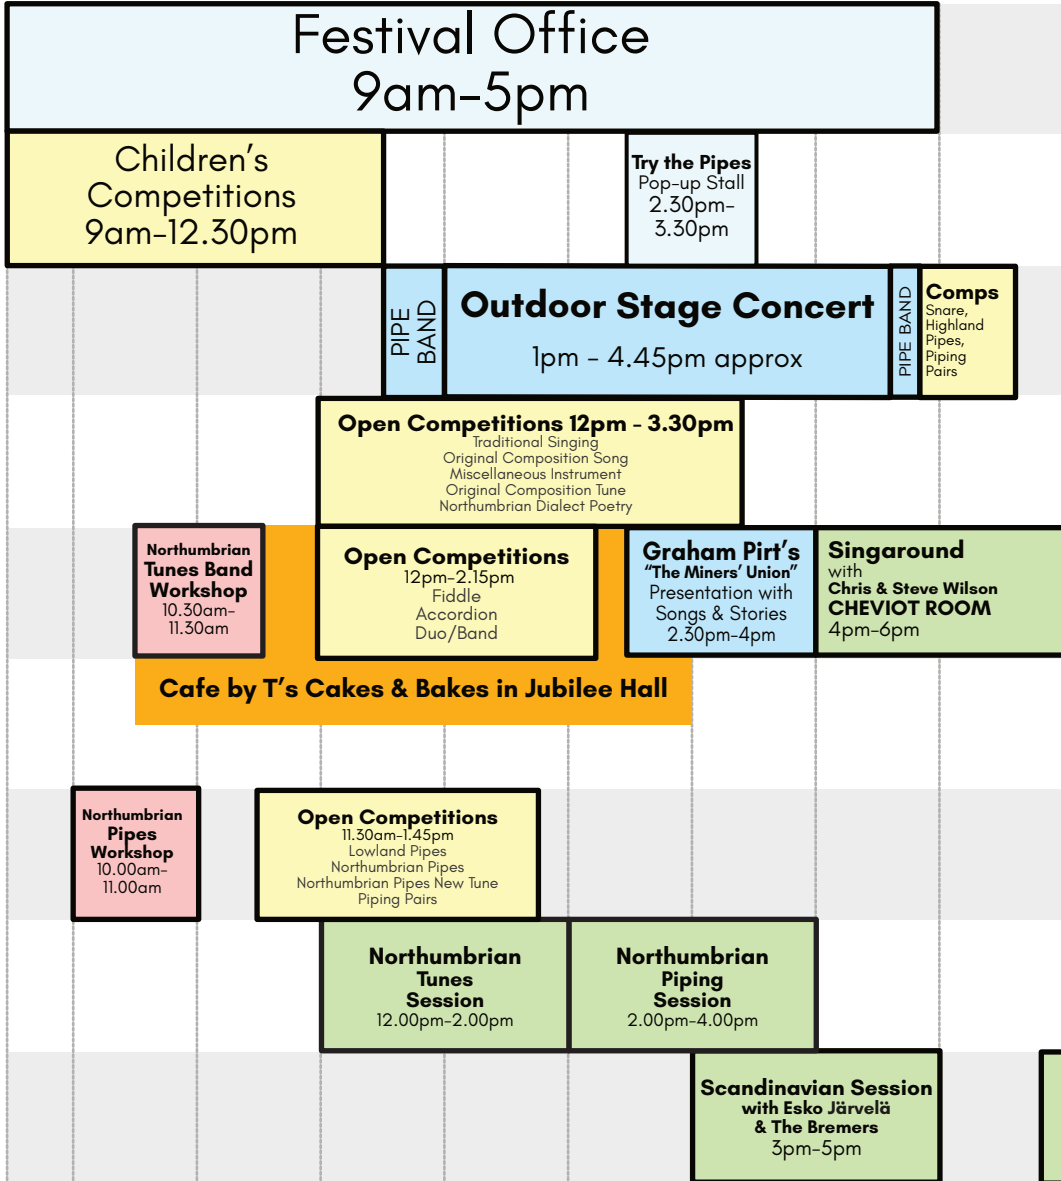 Festival Office
9am-5pm
Children's
Competitions
9am-12.30pm
Try the Pipes
Pop-up Stall
2.30pm-
3.30pm
PIPE
BAND
Outdoor Stage Concert
1pm - 4.45pm approx
PIPE BAND
Comps
Snare,
Highland
Pipes,
Piping
Pairs
Open Competitions 12pm - 3.30pm
Traditional Singing
Original Composition Song
Miscellaneous Instrument
Original Composition Tune
Northumbrian Dialect Poetry
Northumbrian
Tunes Band
Workshop
10.30am-
11.30am
Open Competitions
12pm-2.15pm
Fiddle
Accordion
Duo/Band
Graham Pirt's
"The Miners' Union"
Presentation with
Songs & Stories
2.30pm-4pm
Singaround
with
Chris & Steve Wilson
CHEVIOT ROOM
4pm-6pm
Cafe by T's Cakes & Bakes in Jubilee Hall
Northumbrian
Pipes
Workshop
10.00am-
11.00am
Open Competitions
11.30am-1.45pm
Lowland Pipes
Northumbrian Pipes
Northumbrian Pipes New Tune
Piping Pairs
Northumbrian
Tunes
Session
12.00pm-2.00pm
Northumbrian
Piping
Session
2.00pm-4.00pm
Scandinavian Session
with Esko Järvelä
& The Bremers
3pm-5pm